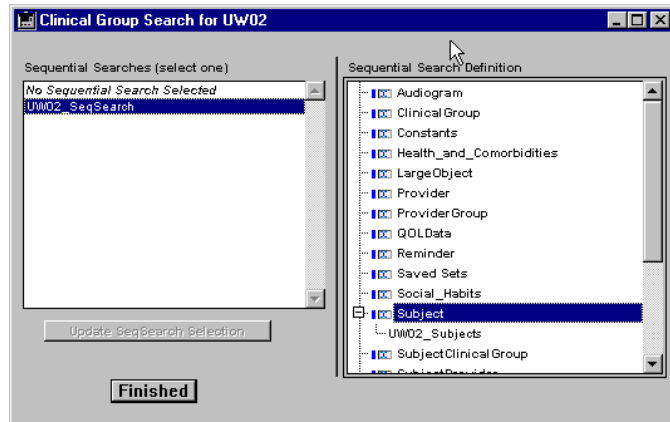 Clinical Group Search for UW02
Sequential Searches (select one)
No Sequential Search Selected
UW02_SeqSearch
Update SeqSearch Selection
Finished
Sequential Search Definition
Audiogram
ClinicalGroup
Constants
Health_and_Comorbidities
LargeObject
Provider
ProviderGroup
QOLData
Reminder
Saved Sets
Social_Habits
Subject
UW02_Subjects
SubjectClinicalGroup
SubjectProvider